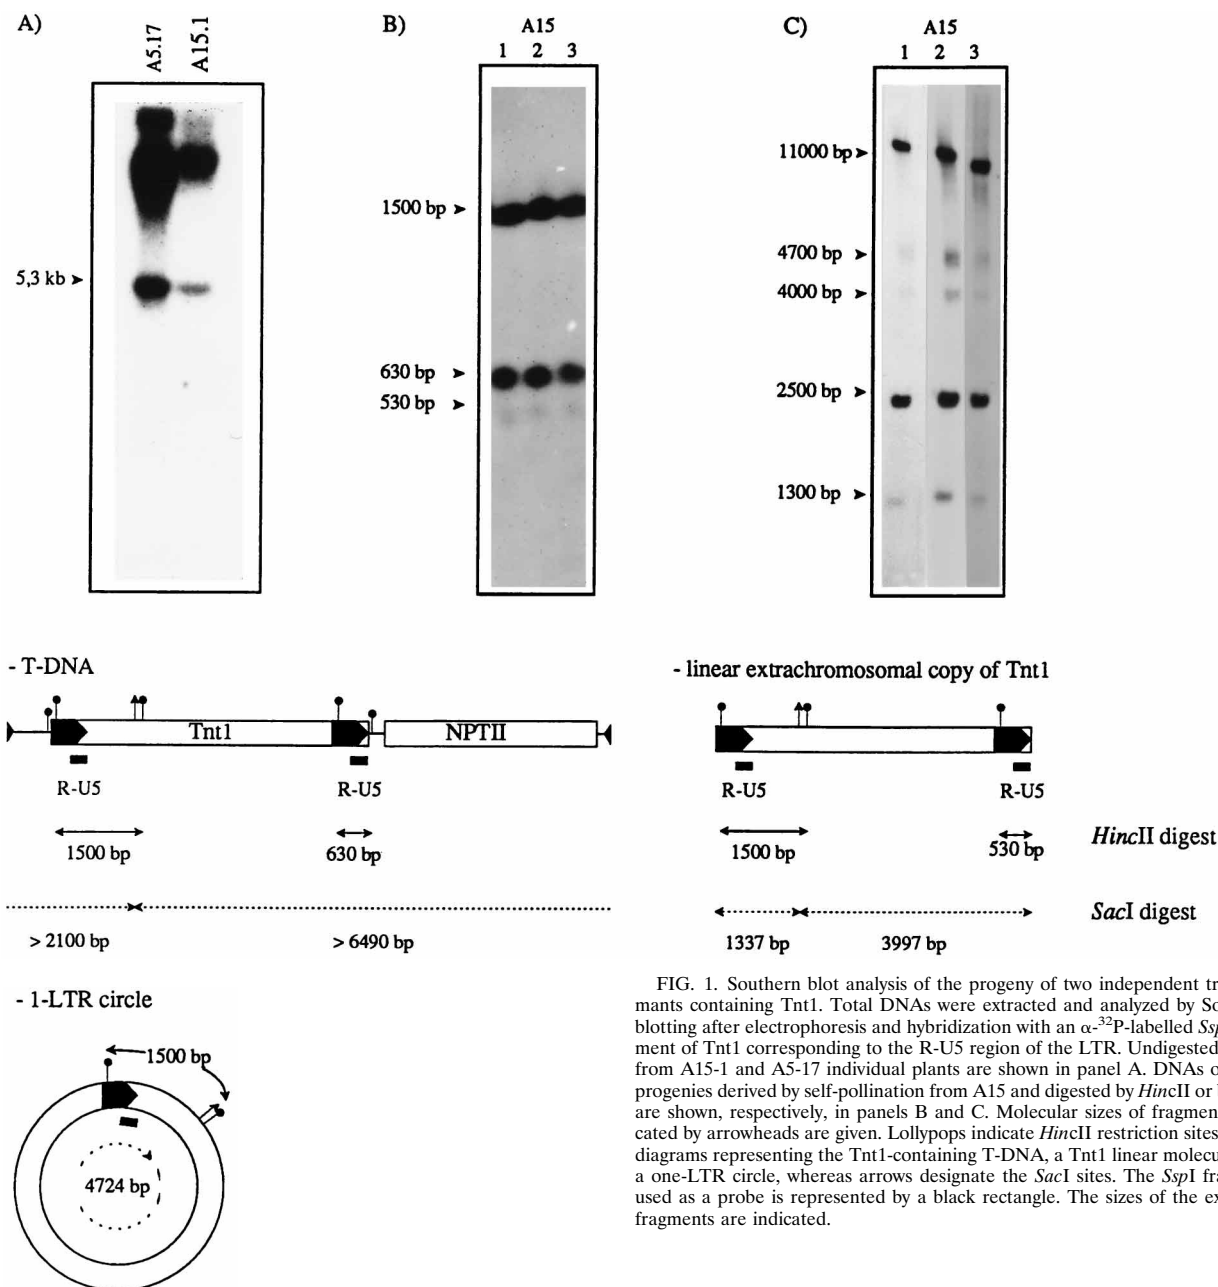 A)
A5.17
A15.1
5,3 kb
B)
A15
1 2 3
1500 bp
630 bp
530 bp
C)
A15
1 2 3
11000 bp
4700 bp
4000 bp
2500 bp
1300 bp
- T-DNA
Tnt1
NPTII
R-U5
R-U5
1500 bp
630 bp
> 2100 bp
> 6490 bp
- linear extrachromosomal copy of Tnt1
R-U5
R-U5
1500 bp
530 bp
HincII digest
SacI digest
1337 bp
3997 bp
- 1-LTR circle
1500 bp
4724 bp
FIG. 1. Southern blot analysis of the progeny of two independent tr
mants containing Tnt1. Total DNAs were extracted and analyzed by So
blotting after electrophoresis and hybridization with an α-³²P-labelled Ssp
ment of Tnt1 corresponding to the R-U5 region of the LTR. Undigested
from A15-1 and A5-17 individual plants are shown in panel A. DNAs o
progenies derived by self-pollination from A15 and digested by HincII or
are shown, respectively, in panels B and C. Molecular sizes of fragmen
cated by arrowheads are given. Lollypops indicate HincII restriction sites
diagrams representing the Tnt1-containing T-DNA, a Tnt1 linear molecu
a one-LTR circle, whereas arrows designate the SacI sites. The SspI fra
used as a probe is represented by a black rectangle. The sizes of the ex
fragments are indicated.